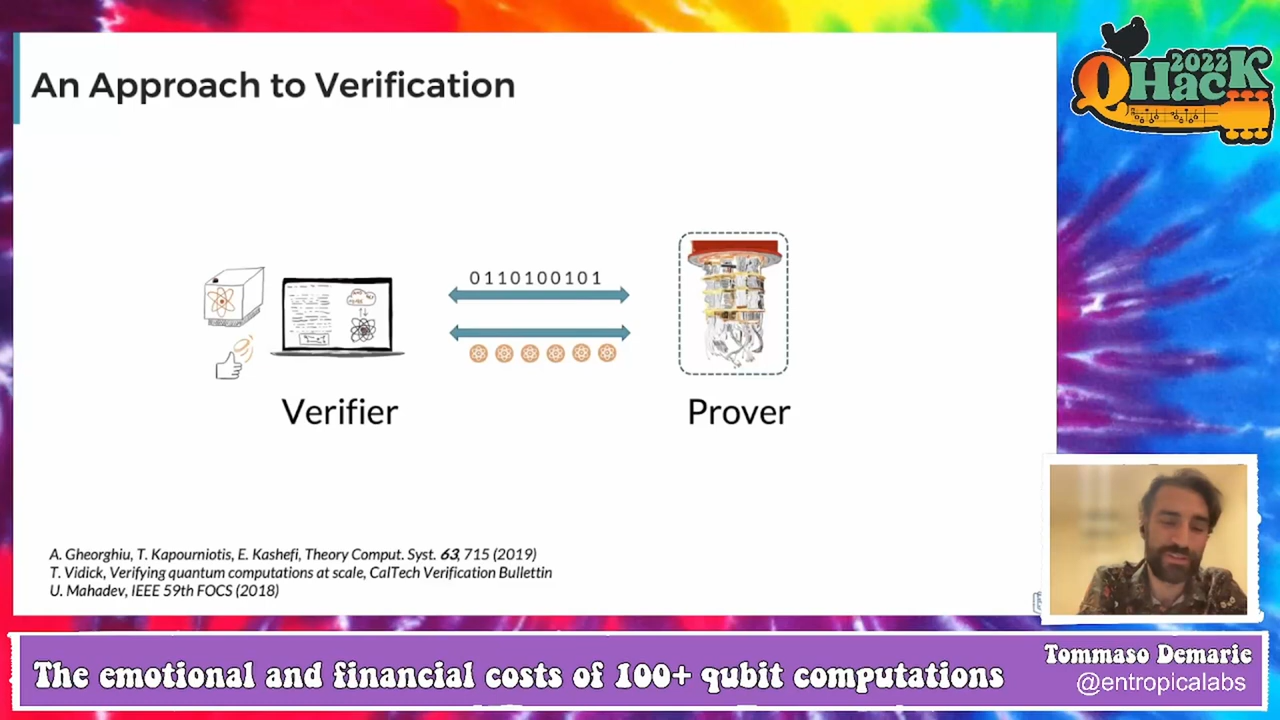 An Approach to Verification
2022
QHack
0110100101
Verifier
Prover
A. Gheorghiu, T. Kapourniotis, E. Kashefi, Theory Comput. Syst. 63, 715 (2019)
T. Vidick, Verifying quantum computations at scale, CalTech Verification Bullettin
U. Mahadev, IEEE 59th FOCS (2018)
The emotional and financial costs of 100+ qubit computations
Tommaso Demarie
@entropicalabs